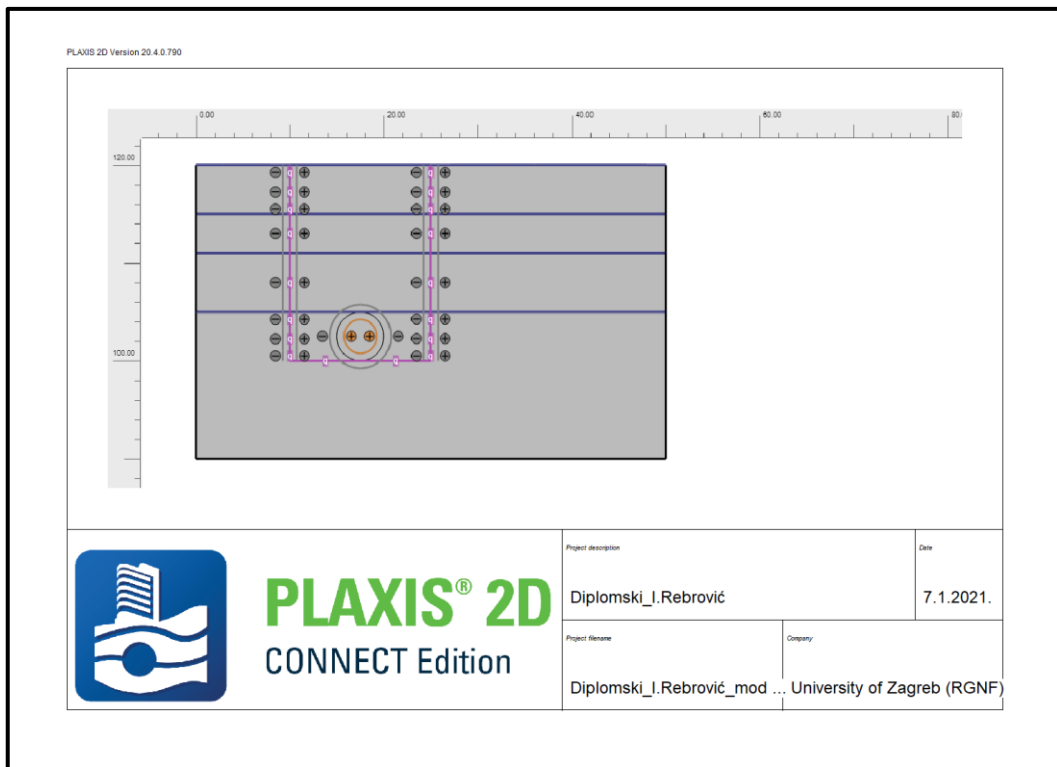 PLAXIS 2D Version 20.4.0.790
0.00 20.00 40.00 60.00 80.
120.00
q q
q q
q q
q q
q q
q q
q q
q q
100.00
q q
PLAXIS® 2D
CONNECT Edition
Project description
Date
Diplomski_I.Rebrović
7.1.2021.
Project filename
Company
Diplomski_I.Rebrović_mod ...
University of Zagreb (RGNF)